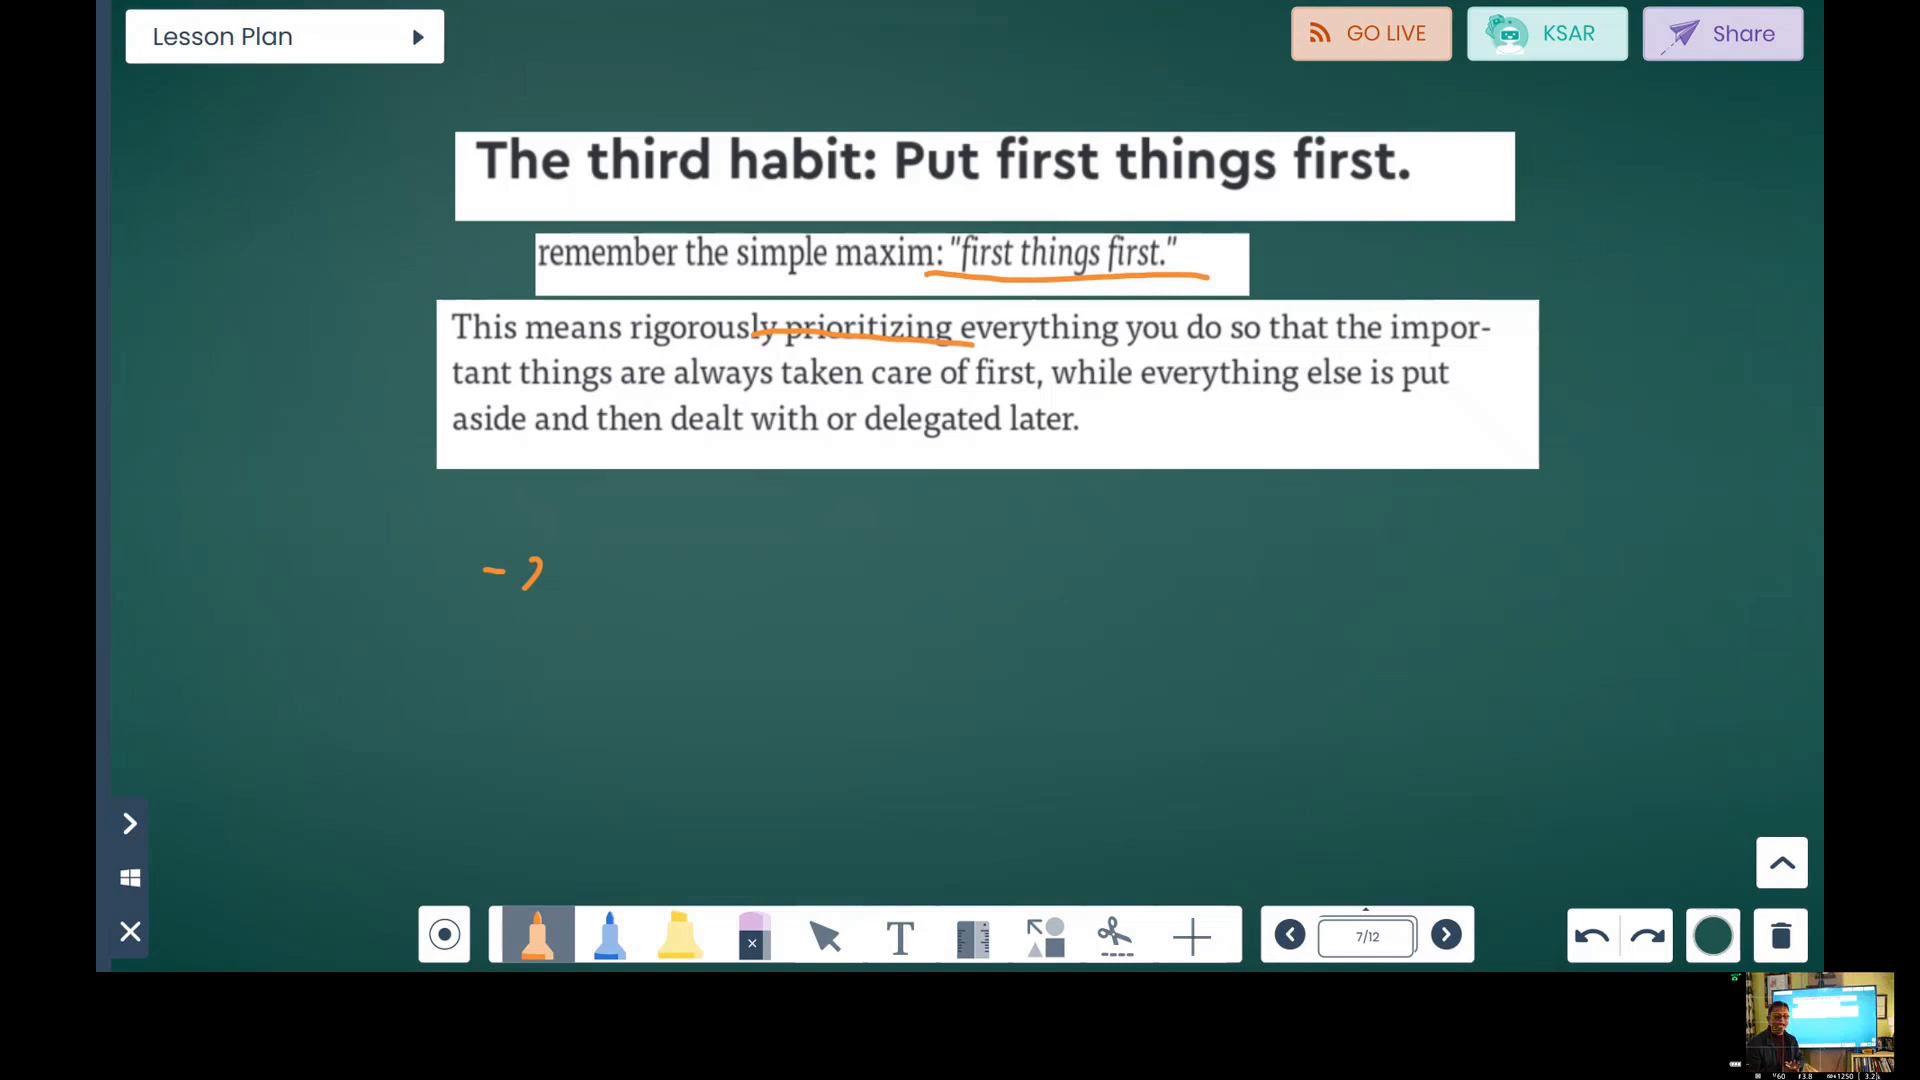 Lesson Plan
GO LIVE
KSAR
Share
The third habit: Put first things first.
remember the simple maxim: "first things first."
This means rigorously prioritizing everything you do so that the impor-
tant things are always taken care of first, while everything else is put
aside and then dealt with or delegated later.
T
7/12